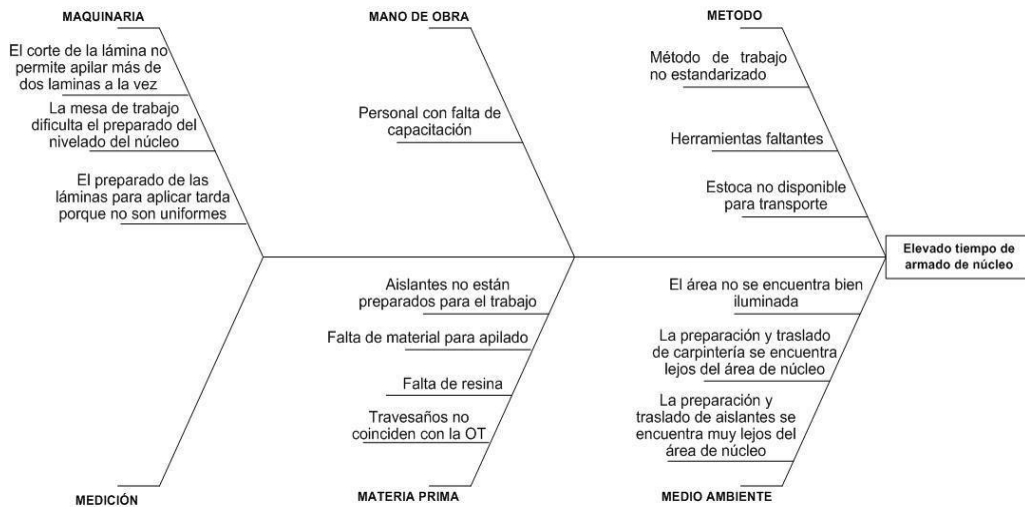 MAQUINARIA
El corte de la lámina no
permite apilar más de
dos laminas a la vez
La mesa de trabajo
dificulta el preparado del
nivelado del núcleo
El preparado de las
láminas para aplicar tarda
porque no son uniformes
MANO DE OBRA
Personal con falta de
capacitación
METODO
Método de trabajo
no estandarizado
Herramientas faltantes
Estoca no disponible
para transporte
Elevado tiempo de
armado de núcleo
MEDICIÓN
Aislantes no están
preparados para el trabajo
Falta de material para apilado
Falta de resina
Travesaños no
coinciden con la OT
MATERIA PRIMA
El área no se encuentra bien
iluminada
La preparación y traslado
de carpintería se encuentra
lejos del área de núcleo
La preparación y
traslado de aislantes se
encuentra muy lejos del
área de núcleo
MEDIO AMBIENTE